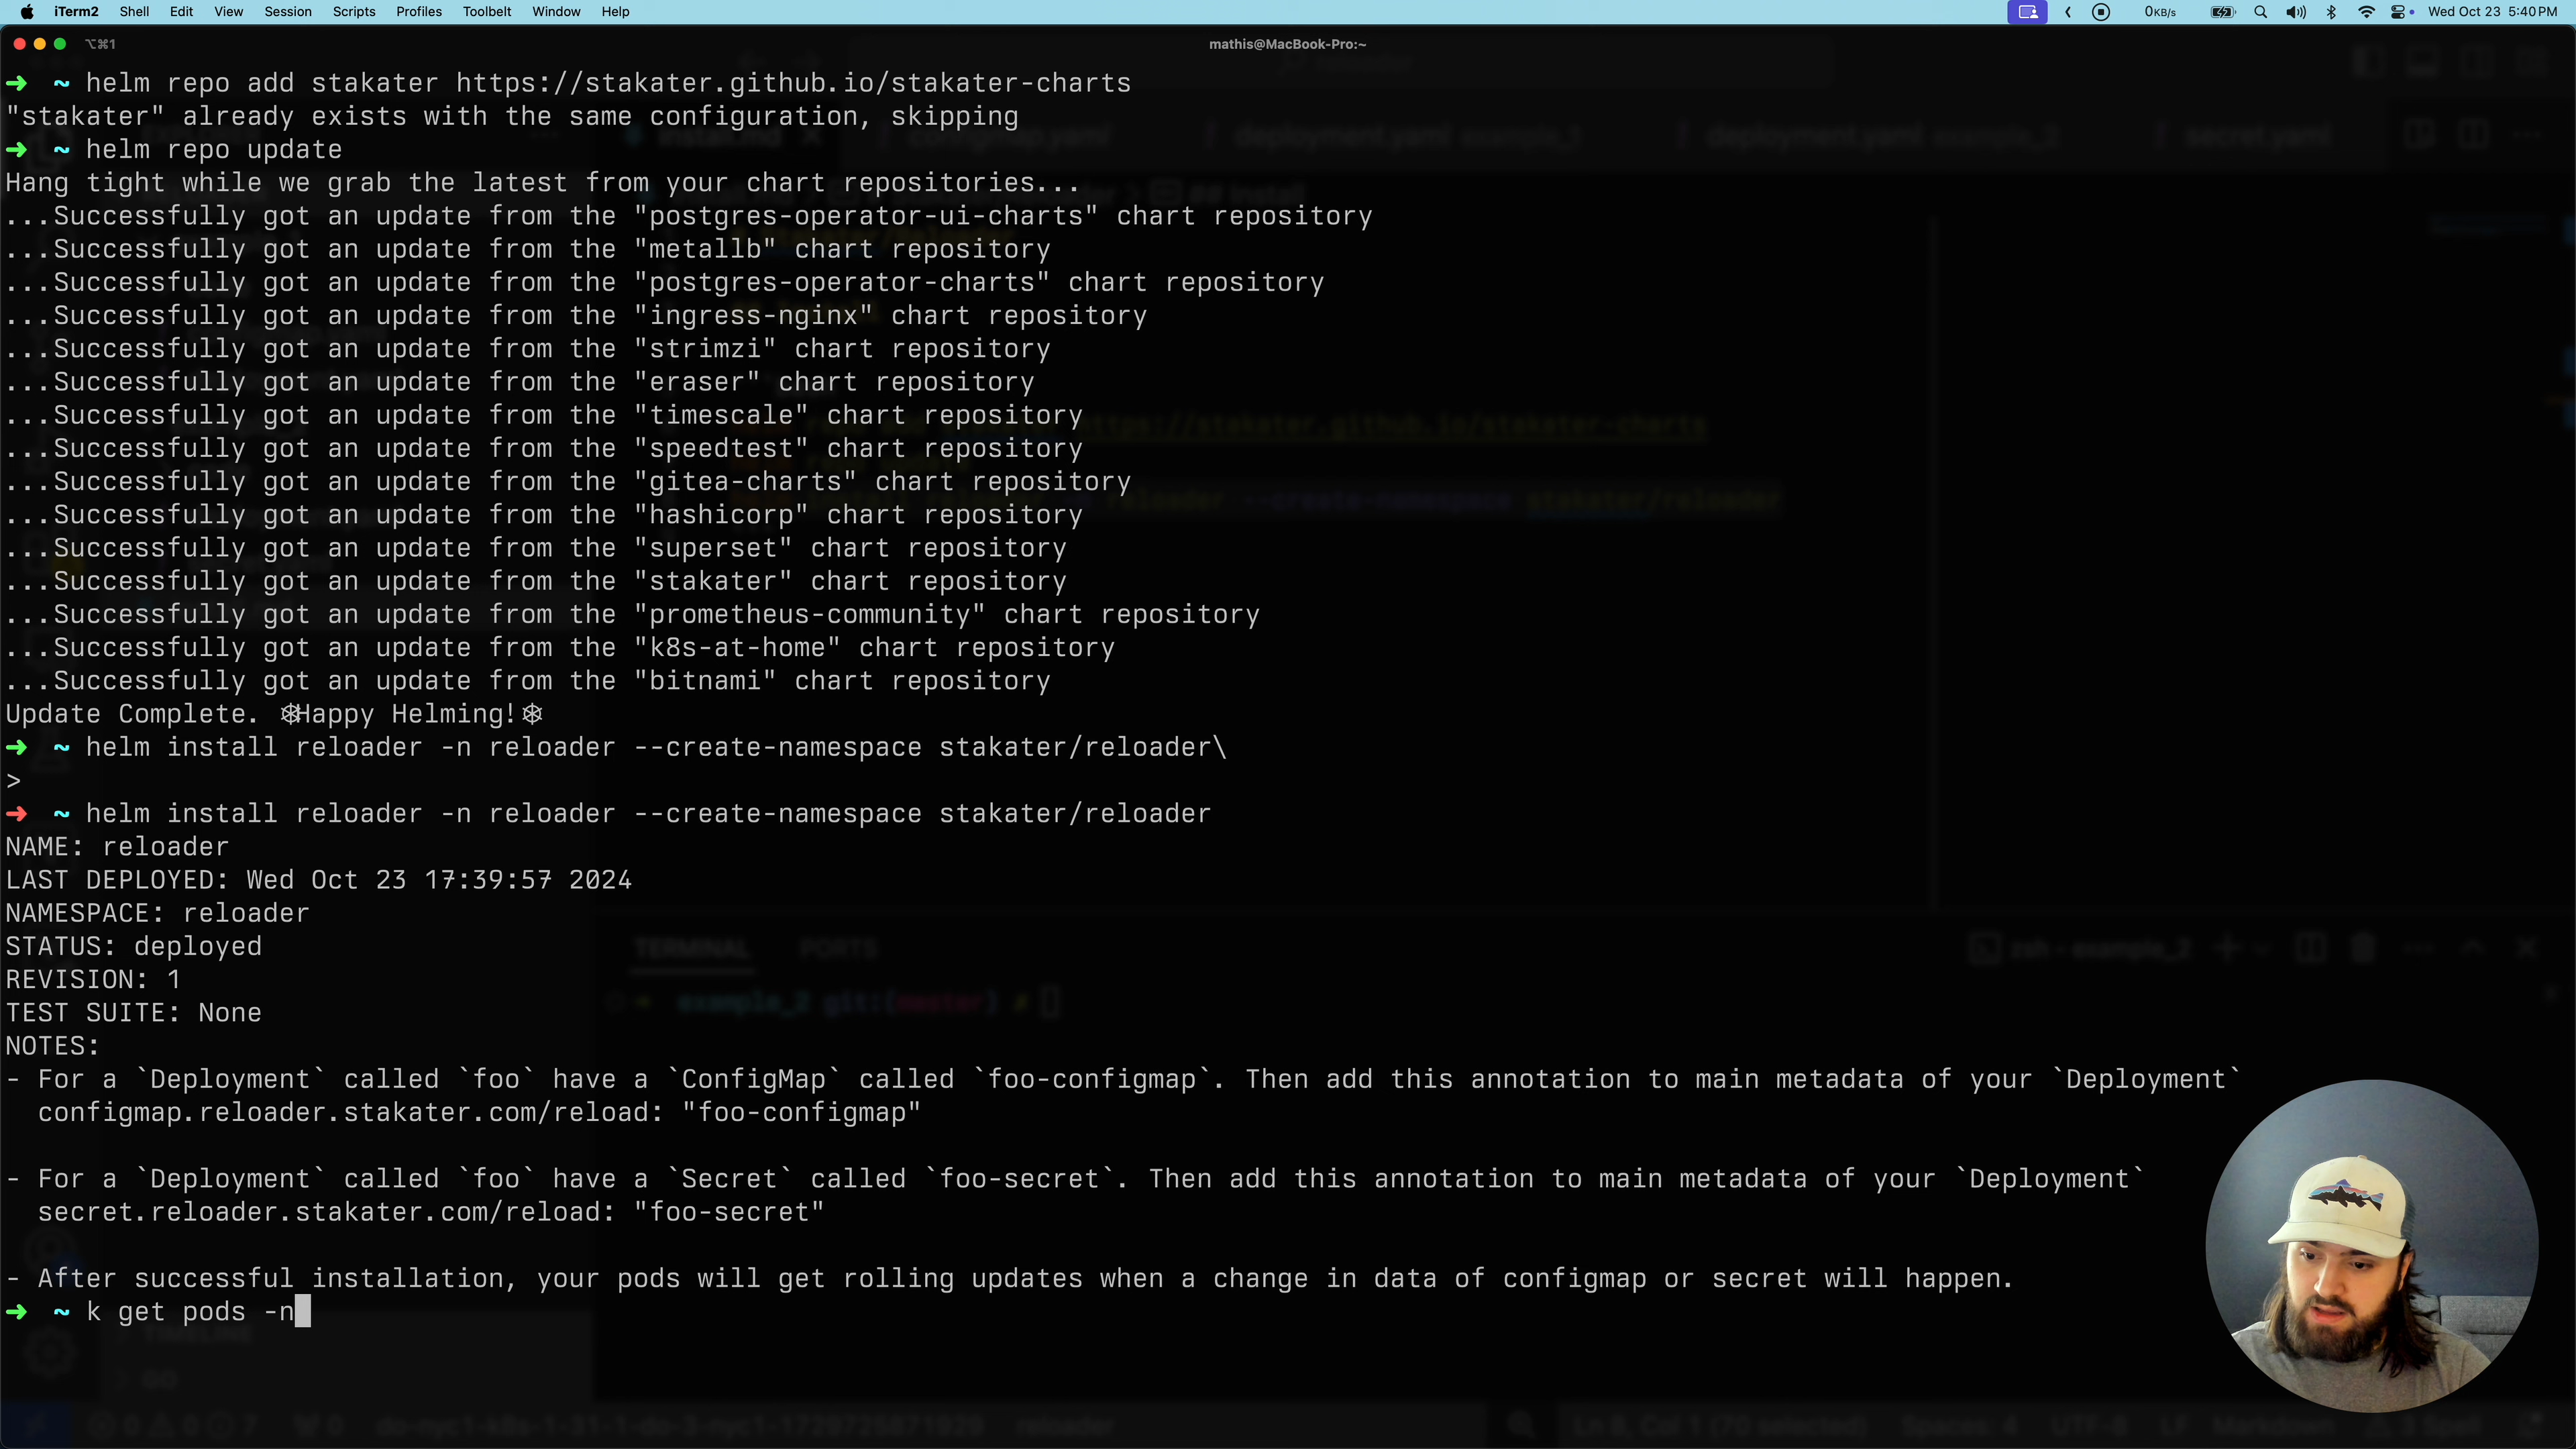 iTerm2 Shell Edit View Session Scripts Profiles Toolbelt Window Help 0KB/s Wed Oct 23 5:40 PM
⌥⌘1 mathis@MacBook-Pro:~
➜ ~ helm repo add stakater https://stakater.github.io/stakater-charts
"stakater" already exists with the same configuration, skipping
➜ ~ helm repo update
Hang tight while we grab the latest from your chart repositories...
...Successfully got an update from the "postgres-operator-ui-charts" chart repository
...Successfully got an update from the "metallb" chart repository
...Successfully got an update from the "postgres-operator-charts" chart repository
...Successfully got an update from the "ingress-nginx" chart repository
...Successfully got an update from the "strimzi" chart repository
...Successfully got an update from the "eraser" chart repository
...Successfully got an update from the "timescale" chart repository
...Successfully got an update from the "speedtest" chart repository
...Successfully got an update from the "gitea-charts" chart repository
...Successfully got an update from the "hashicorp" chart repository
...Successfully got an update from the "superset" chart repository
...Successfully got an update from the "stakater" chart repository
...Successfully got an update from the "prometheus-community" chart repository
...Successfully got an update from the "k8s-at-home" chart repository
...Successfully got an update from the "bitnami" chart repository
Update Complete. ⎈Happy Helming!⎈
➜ ~ helm install reloader -n reloader --create-namespace stakater/reloader\
>
➜ ~ helm install reloader -n reloader --create-namespace stakater/reloader
NAME: reloader
LAST DEPLOYED: Wed Oct 23 17:39:57 2024
NAMESPACE: reloader
STATUS: deployed
REVISION: 1
TEST SUITE: None
NOTES:
- For a `Deployment` called `foo` have a `ConfigMap` called `foo-configmap`. Then add this annotation to main metadata of your `Deployment`
configmap.reloader.stakater.com/reload: "foo-configmap"
- For a `Deployment` called `foo` have a `Secret` called `foo-secret`. Then add this annotation to main metadata of your `Deployment`
secret.reloader.stakater.com/reload: "foo-secret"
- After successful installation, your pods will get rolling updates when a change in data of configmap or secret will happen.
➜ ~ k get pods -n